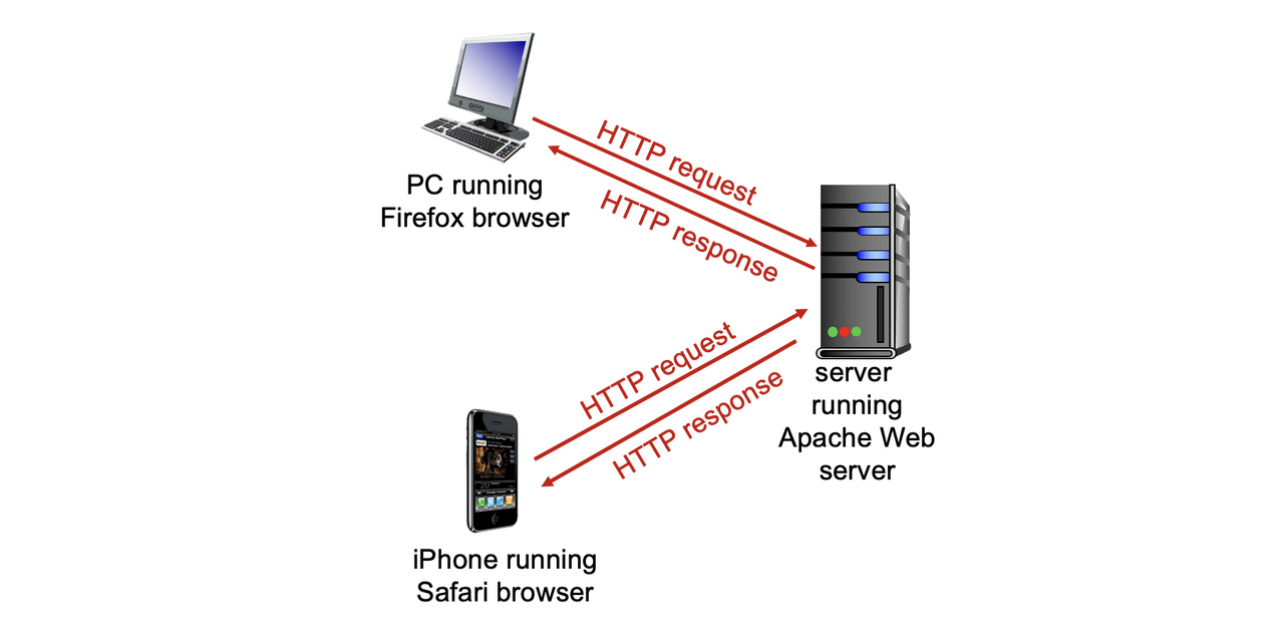 HTTP request
HTTP response
PC running
Firefox browser
HTTP request
HTTP response
server
running
Apache Web
server
iPhone running
Safari browser